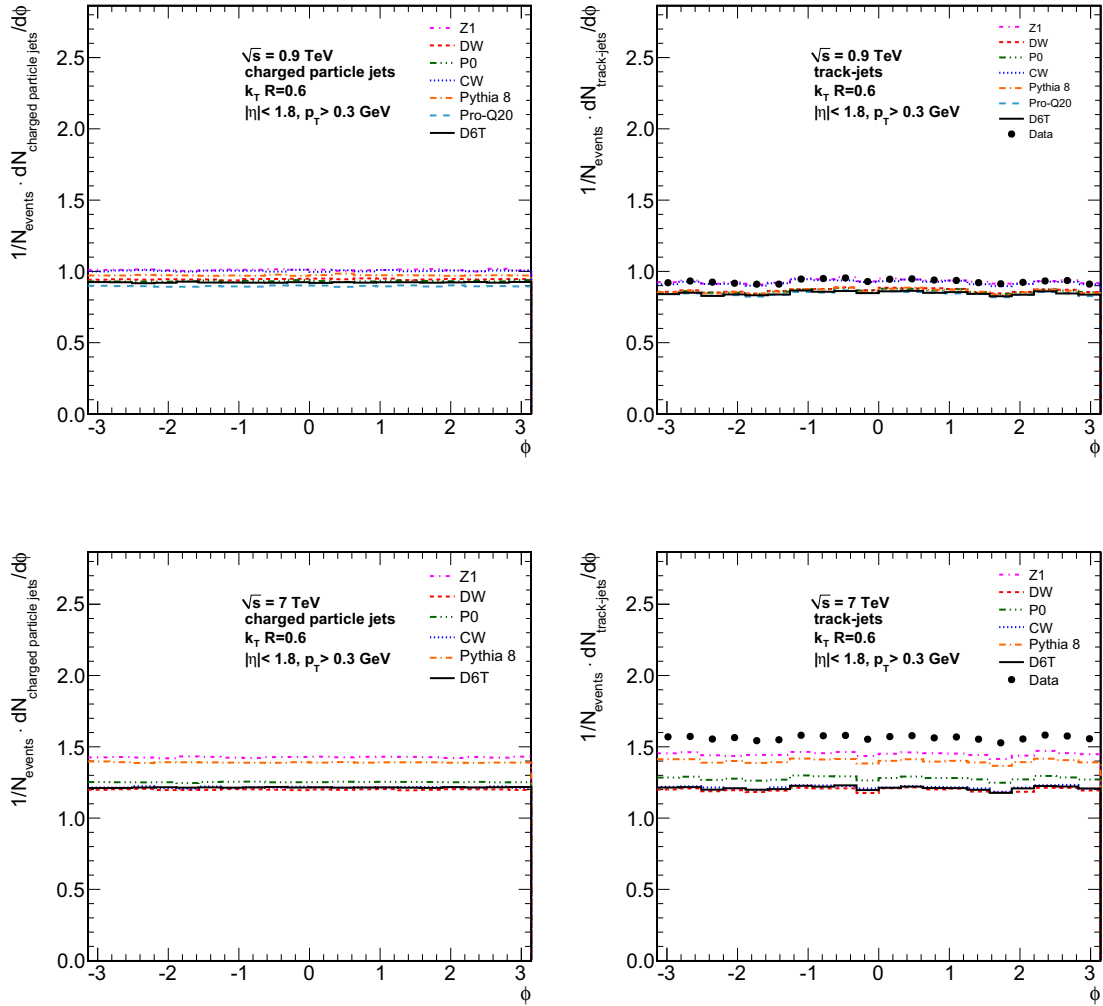 1/N_events · dN_charged particle jets/dϕ
2.5
2.0
1.5
1.0
0.5
0.0
√s = 0.9 TeV
charged particle jets
k_T R=0.6
|η|< 1.8, p_T> 0.3 GeV
Z1
DW
P0
CW
Pythia 8
Pro-Q20
D6T
-3 -2 -1 0 1 2 3
ϕ
1/N_events · dN_track-jets/dϕ
2.5
2.0
1.5
1.0
0.5
0.0
√s = 0.9 TeV
track-jets
k_T R=0.6
|η|< 1.8, p_T> 0.3 GeV
Z1
DW
P0
CW
Pythia 8
Pro-Q20
D6T
Data
-3 -2 -1 0 1 2 3
ϕ
1/N_events · dN_charged particle jets/dϕ
2.5
2.0
1.5
1.0
0.5
0.0
√s = 7 TeV
charged particle jets
k_T R=0.6
|η|< 1.8, p_T> 0.3 GeV
Z1
DW
P0
CW
Pythia 8
D6T
-3 -2 -1 0 1 2 3
ϕ
1/N_events · dN_track-jets/dϕ
2.5
2.0
1.5
1.0
0.5
0.0
√s = 7 TeV
track-jets
k_T R=0.6
|η|< 1.8, p_T> 0.3 GeV
Z1
DW
P0
CW
Pythia 8
D6T
Data
-3 -2 -1 0 1 2 3
ϕ